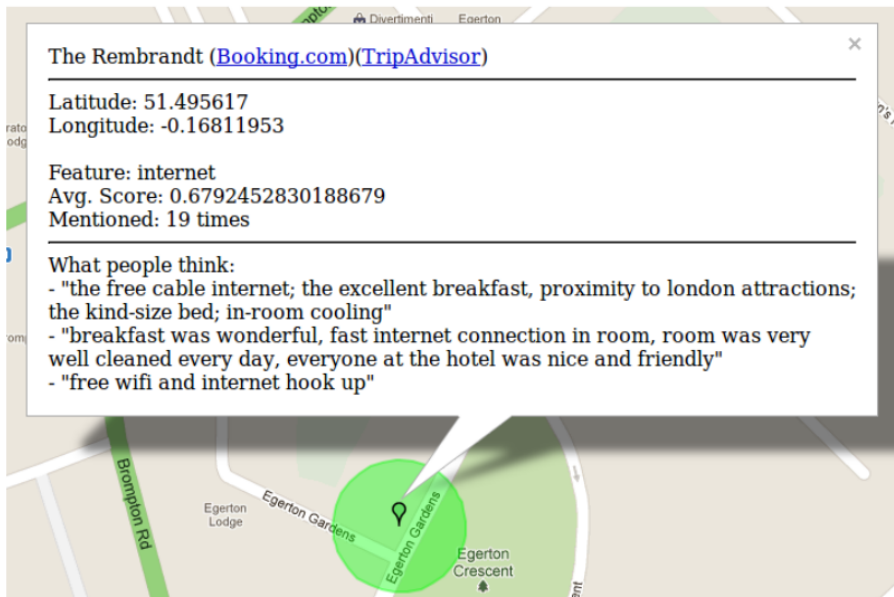 Divertimenti
Egerton
The Rembrandt (Booking.com)(TripAdvisor)
×
Latitude: 51.495617
Longitude: -0.16811953
Feature: internet
Avg. Score: 0.6792452830188679
Mentioned: 19 times
What people think:
- "the free cable internet; the excellent breakfast, proximity to london attractions;
the kind-size bed; in-room cooling"
- "breakfast was wonderful, fast internet connection in room, room was very
well cleaned every day, everyone at the hotel was nice and friendly"
- "free wifi and internet hook up"
Brompton Rd
Egerton
Lodge
Egerton Gardens
Egerton Gardens
Egerton
Crescent